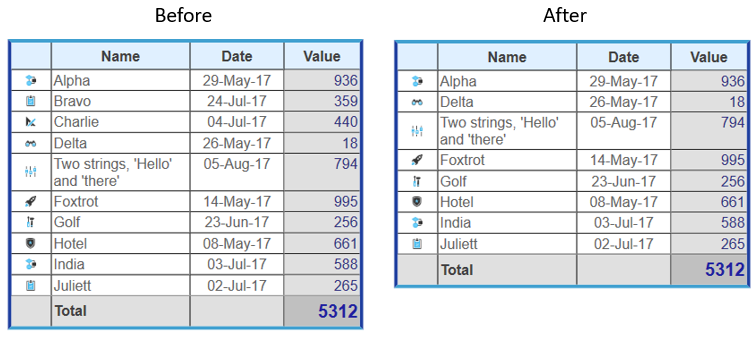 Before
Name Date Value
Alpha 29-May-17 936
Bravo 24-Jul-17 359
Charlie 04-Jul-17 440
Delta 26-May-17 18
Two strings, 'Hello' 05-Aug-17 794
and 'there'
Foxtrot 14-May-17 995
Golf 23-Jun-17 256
Hotel 08-May-17 661
India 03-Jul-17 588
Juliett 02-Jul-17 265
Total 5312
After
Name Date Value
Alpha 29-May-17 936
Delta 26-May-17 18
Two strings, 'Hello' 05-Aug-17 794
and 'there'
Foxtrot 14-May-17 995
Golf 23-Jun-17 256
Hotel 08-May-17 661
India 03-Jul-17 588
Juliett 02-Jul-17 265
Total 5312